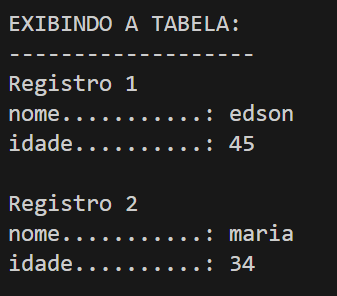 EXIBINDO A TABELA:
-------------------
Registro 1
nome...........: edson
idade..........: 45
Registro 2
nome...........: maria
idade..........: 34